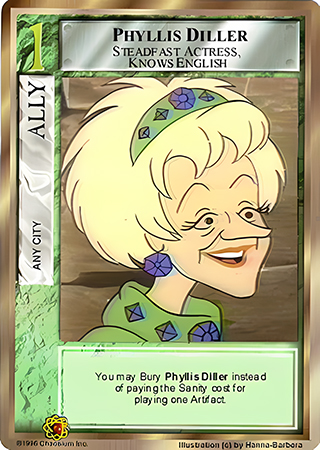 1
PHYLLIS DILLER
STEADFAST ACTRESS,
KNOWS ENGLISH
ALLY
ANY CITY
You may Bury Phyllis Diller instead
of paying the Sanity cost for
playing one Artifact.
©1996 Chaosium Inc.
Illustration (c) by Hanna-Barbera